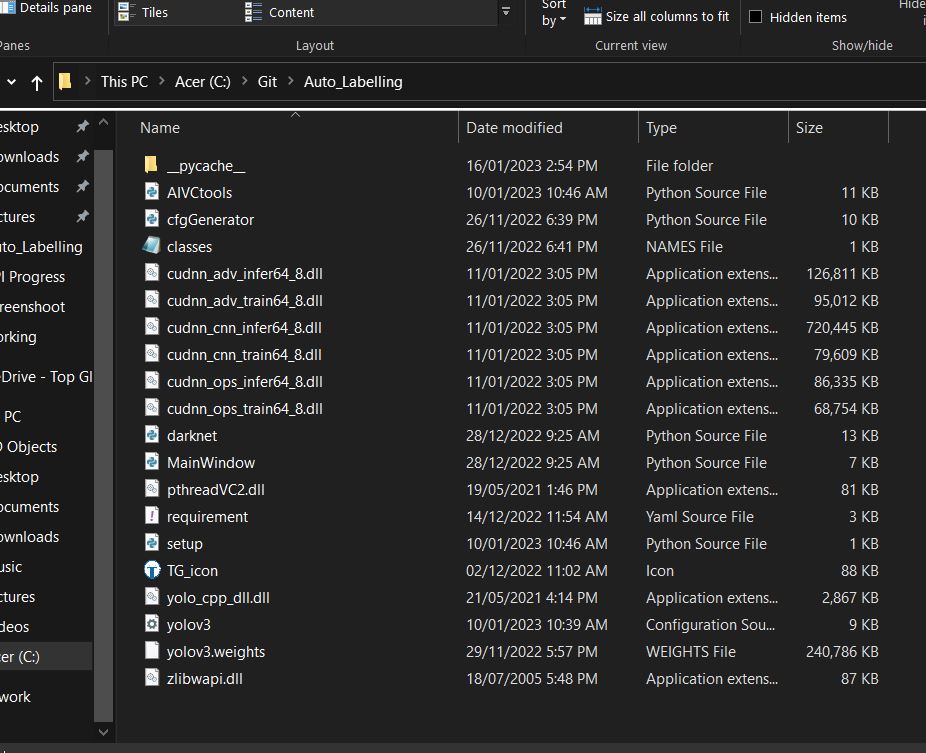 Details pane
Tiles
Content
Sort
by
Size all columns to fit
Hidden items
Hide
Panes
Layout
Current view
Show/hide
This PC > Acer (C:) > Git > Auto_Labelling
Name Date modified Type Size
esktop
ownloads
ocuments
ctures
uto_Labelling
PI Progress
reenshoot
orking
eDrive - Top Gl
PC
D Objects
esktop
ocuments
ownloads
usic
ctures
deos
cer (C:)
work
__pycache__ 16/01/2023 2:54 PM File folder
AIVCtools 10/01/2023 10:46 AM Python Source File 11 KB
cfgGenerator 26/11/2022 6:39 PM Python Source File 10 KB
classes 26/11/2022 6:41 PM NAMES File 1 KB
cudnn_adv_infer64_8.dll 11/01/2022 3:05 PM Application extens... 126,811 KB
cudnn_adv_train64_8.dll 11/01/2022 3:05 PM Application extens... 95,012 KB
cudnn_cnn_infer64_8.dll 11/01/2022 3:05 PM Application extens... 720,445 KB
cudnn_cnn_train64_8.dll 11/01/2022 3:05 PM Application extens... 79,609 KB
cudnn_ops_infer64_8.dll 11/01/2022 3:05 PM Application extens... 86,335 KB
cudnn_ops_train64_8.dll 11/01/2022 3:05 PM Application extens... 68,754 KB
darknet 28/12/2022 9:25 AM Python Source File 13 KB
MainWindow 28/12/2022 9:25 AM Python Source File 7 KB
pthreadVC2.dll 19/05/2021 1:46 PM Application extens... 81 KB
requirement 14/12/2022 11:54 AM Yaml Source File 3 KB
setup 10/01/2023 10:46 AM Python Source File 1 KB
TG_icon 02/12/2022 11:02 AM Icon 88 KB
yolo_cpp_dll.dll 21/05/2021 4:14 PM Application extens... 2,867 KB
yolov3 10/01/2023 10:39 AM Configuration Sou... 9 KB
yolov3.weights 29/11/2022 5:57 PM WEIGHTS File 240,786 KB
zlibwapi.dll 18/07/2005 5:48 PM Application extens... 87 KB